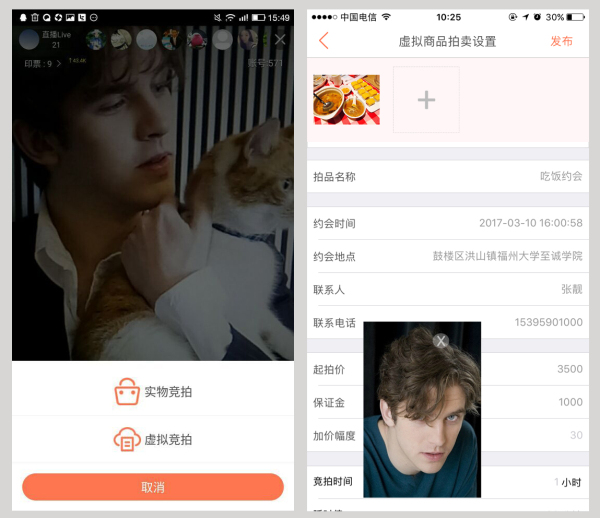 15:49
直播Live
21
印票 : 9 >
账号:571
实物竞拍
虚拟竞拍
取消
中国电信
10:25
30%
虚拟商品拍卖设置
发布
拍品名称
吃饭约会
约会时间
2017-03-10 16:00:58
约会地点
鼓楼区洪山镇福州大学至诚学院
联系人
张靓
联系电话
15395901000
起拍价
3500
保证金
1000
加价幅度
30
竞拍时间
1 小时